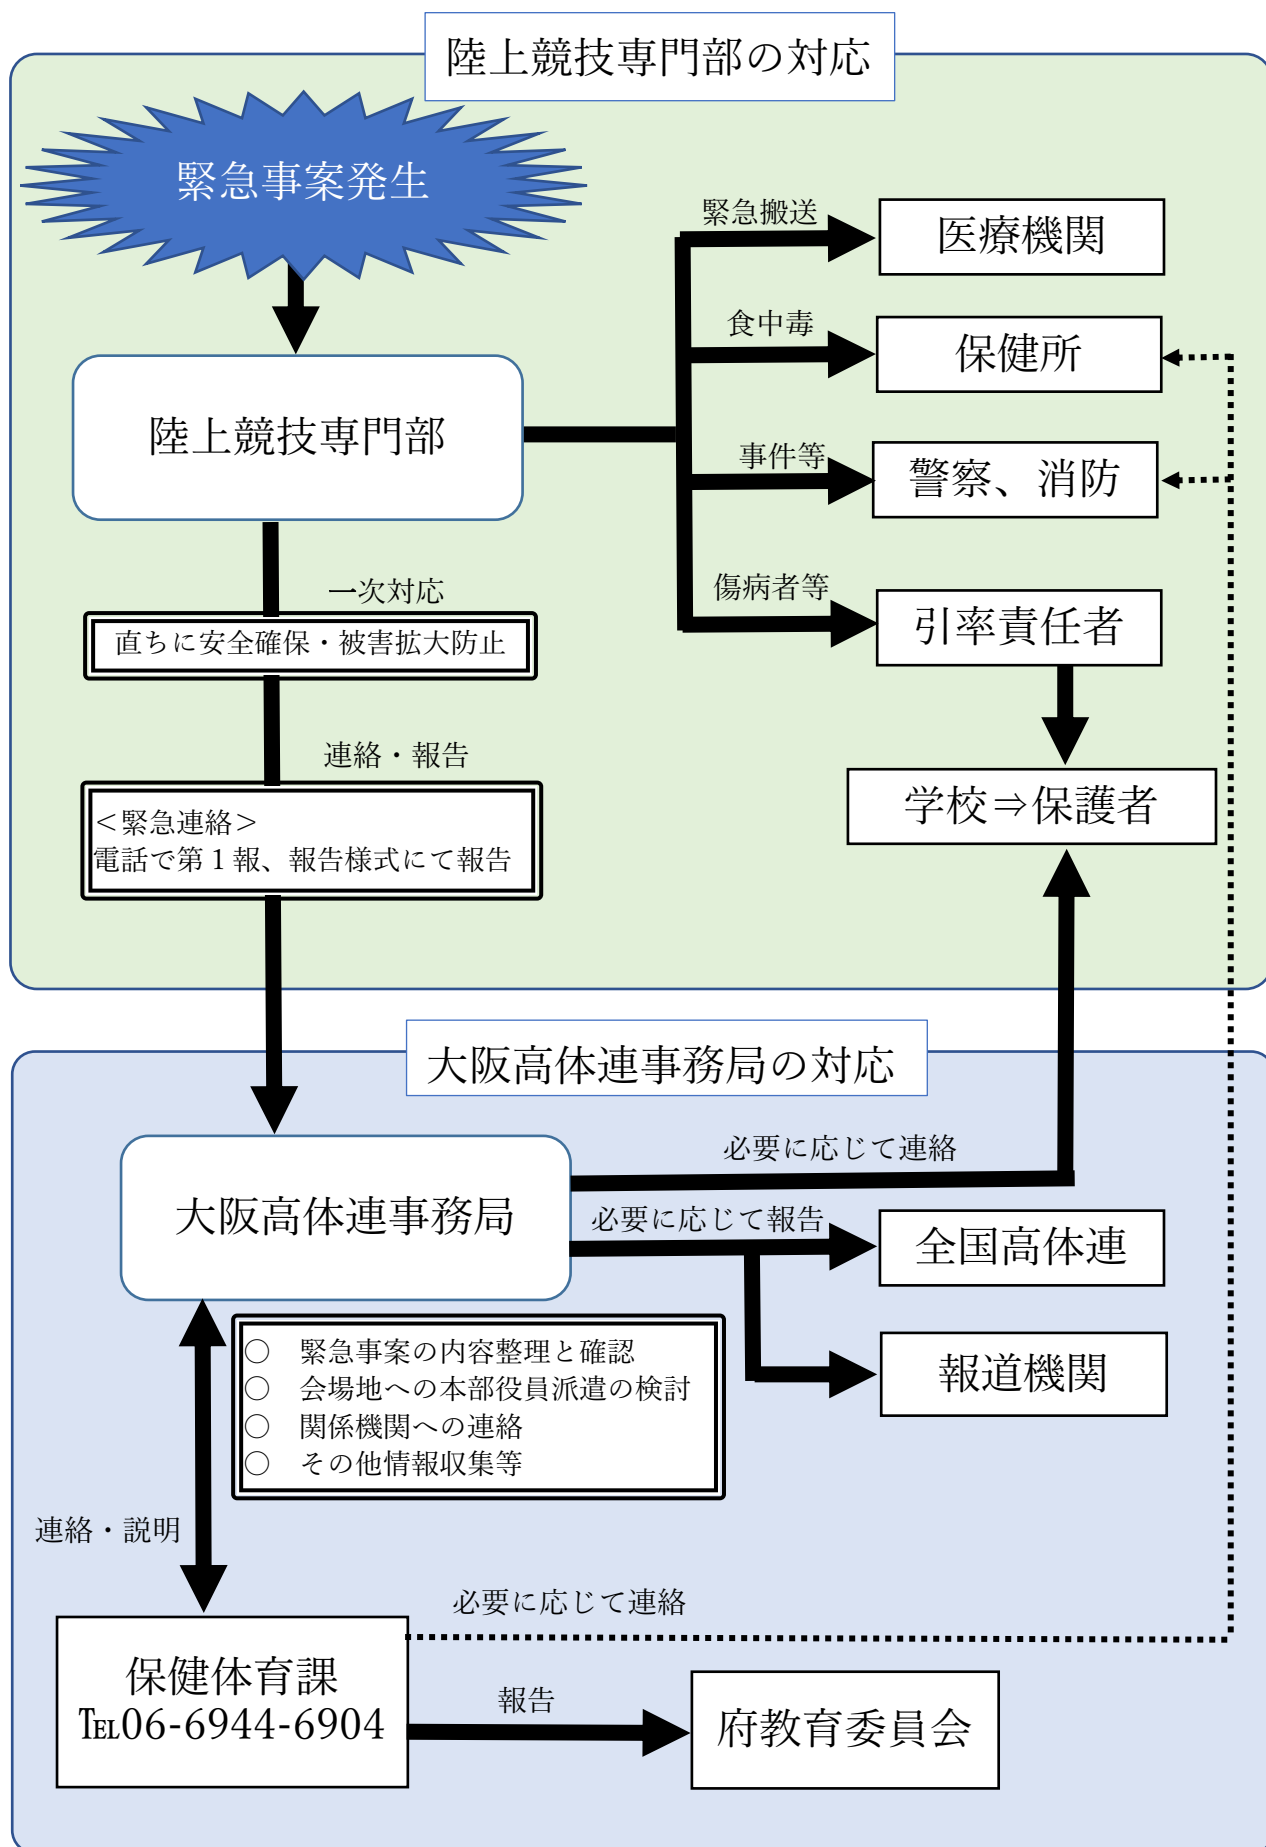 陸上競技専門部の対応
緊急事案発生
緊急搬送
医療機関
食中毒
保健所
陸上競技専門部
事件等
警察、消防
傷病者等
引率責任者
一次対応
直ちに安全確保・被害拡大防止
連絡・報告
学校⇒保護者
＜緊急連絡＞
電話で第1報、報告様式にて報告
大阪高体連事務局の対応
必要に応じて連絡
大阪高体連事務局
必要に応じて報告
全国高体連
報道機関
○　緊急事案の内容整理と確認
○　会場地への本部役員派遣の検討
○　関係機関への連絡
○　その他情報収集等
連絡・説明
必要に応じて連絡
保健体育課
℡06-6944-6904
報告
府教育委員会